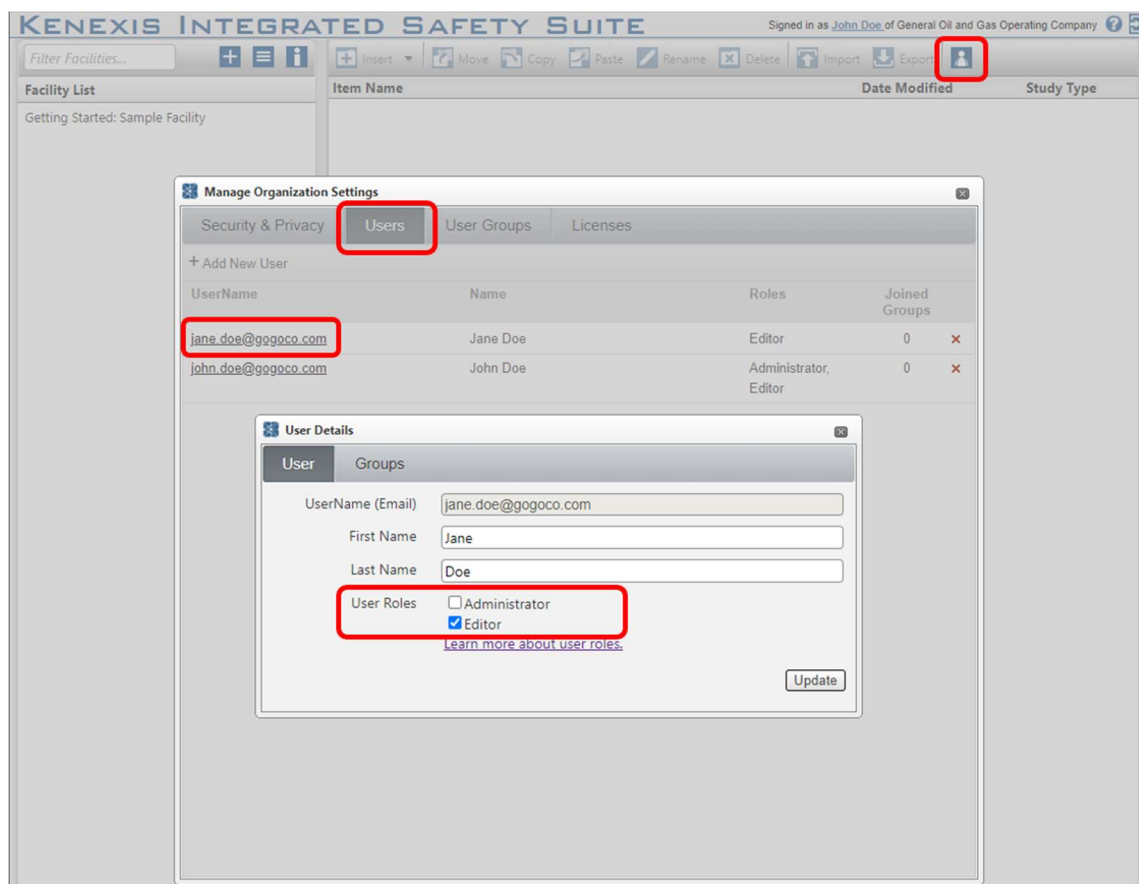 KENEXIS INTEGRATED SAFETY SUITE
Signed in as John Doe of General Oil and Gas Operating Company
Filter Facilities...
Insert Move Copy Paste Rename Delete Import Export
Facility List
Item Name Date Modified Study Type
Getting Started: Sample Facility
Manage Organization Settings
Security & Privacy Users User Groups Licenses
+ Add New User
UserName Name Roles Joined
Groups
jane.doe@gogoco.com Jane Doe Editor 0
john.doe@gogoco.com John Doe Administrator, 0
Editor
User Details
User Groups
UserName (Email) jane.doe@gogoco.com
First Name Jane
Last Name Doe
User Roles Administrator
Editor
Learn more about user roles.
Update